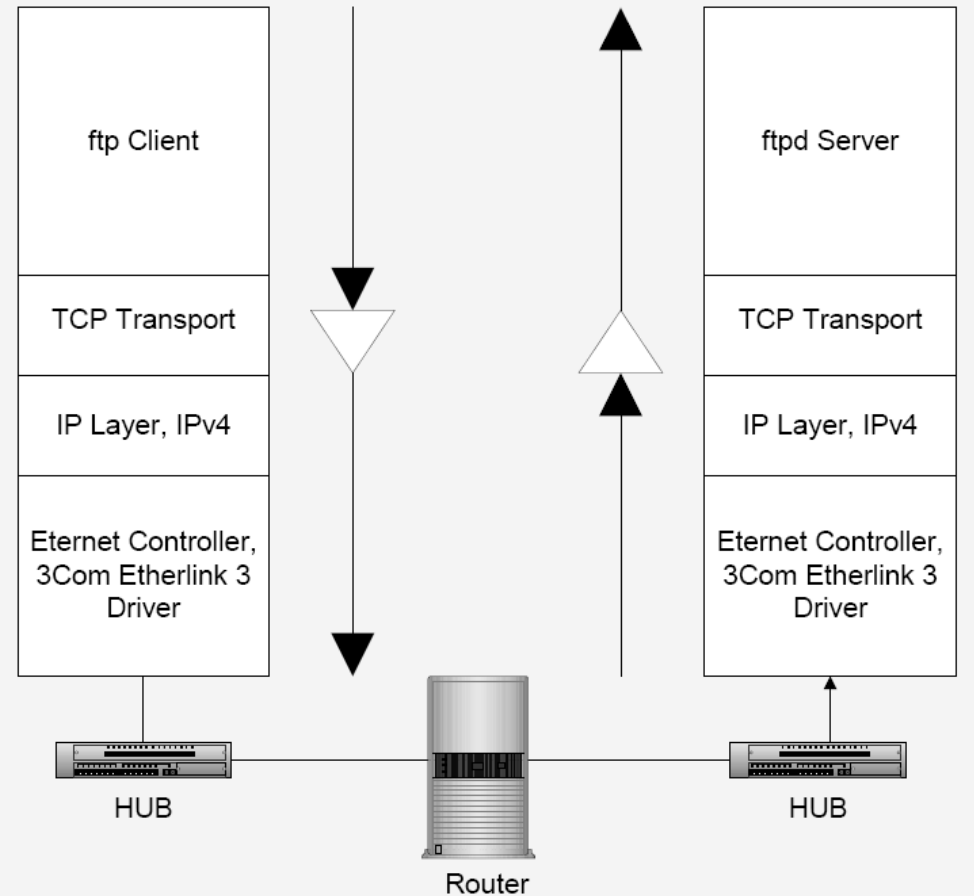 ftp Client
ftpd Server
TCP Transport
TCP Transport
IP Layer, IPv4
IP Layer, IPv4
Eternet Controller,
3Com Etherlink 3
Driver
Eternet Controller,
3Com Etherlink 3
Driver
HUB
HUB
Router